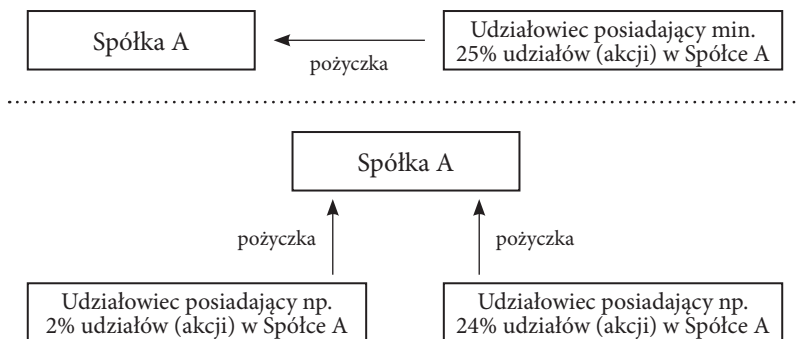 Spółka A
pożyczka
Udziałowiec posiadający min.
25% udziałów (akcji) w Spółce A
Spółka A
pożyczka
pożyczka
Udziałowiec posiadający np.
2% udziałów (akcji) w Spółce A
Udziałowiec posiadający np.
24% udziałów (akcji) w Spółce A